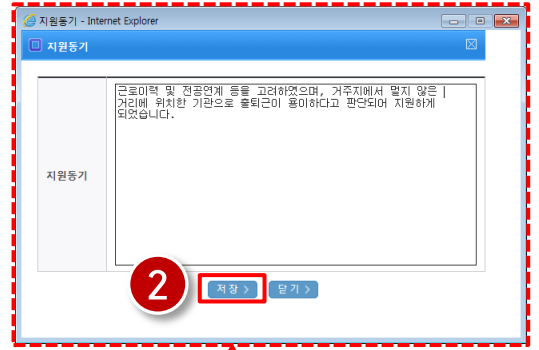 지원동기 - Internet Explorer
지원동기
근로이력 및 전공연계 등을 고려하였으며, 거주지에서 멀지 않은
거리에 위치한 기관으로 출퇴근이 용이하다고 판단되어 지원하게
되었습니다.
지원동기
2
저장 >
닫기 >